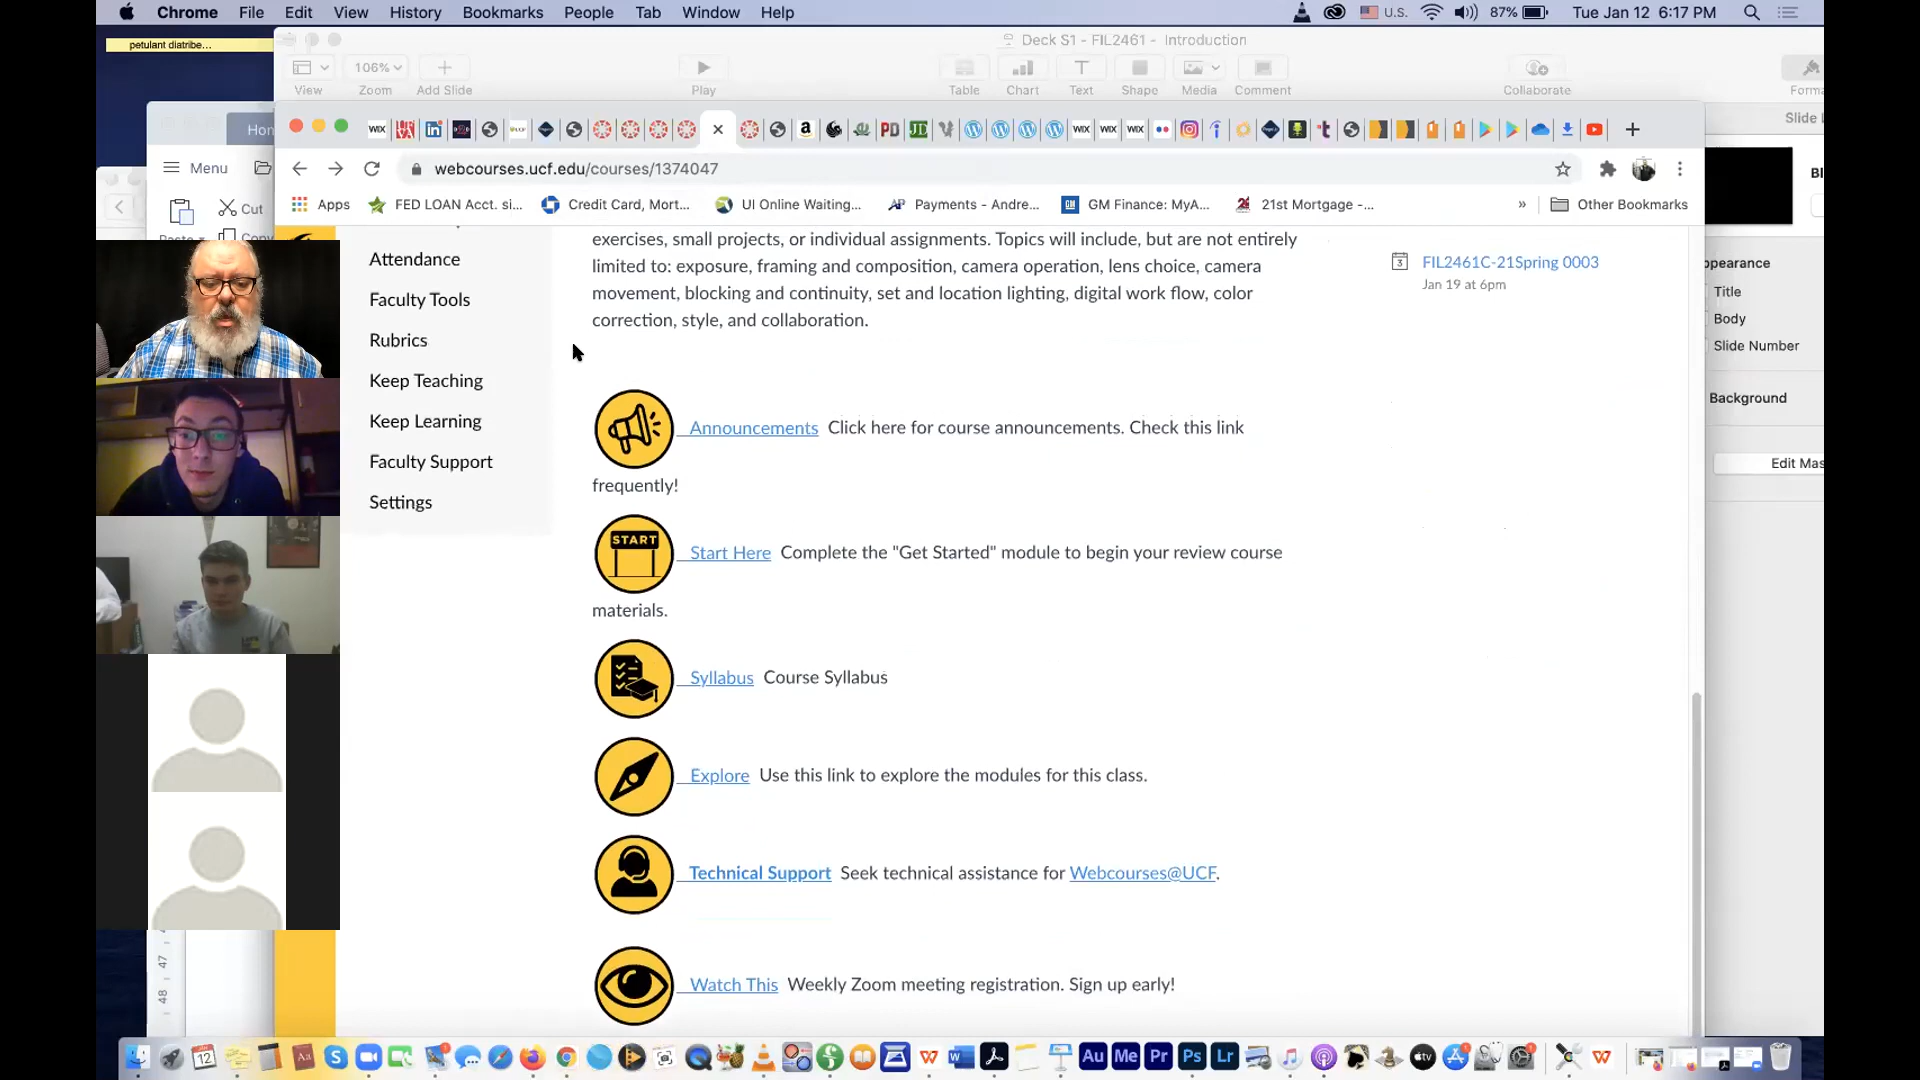 Chrome File Edit View History Bookmarks People Tab Window Help
U.S. 87% Tue Jan 12 6:17 PM
petulant diatribe…
Deck S1 - FIL2461 - Introduction
106%
View Zoom Add Slide Play Table Chart Text Shape Media Comment Collaborate
Menu
Cut
webcourses.ucf.edu/courses/1374047
Apps FED LOAN Acct. si... Credit Card, Mort... UI Online Waiting... Payments - Andre... GM Finance: MyA... 21st Mortgage -... » Other Bookmarks
Attendance
Faculty Tools
Rubrics
Keep Teaching
Keep Learning
Faculty Support
Settings
exercises, small projects, or individual assignments. Topics will include, but are not entirely
limited to: exposure, framing and composition, camera operation, lens choice, camera
movement, blocking and continuity, set and location lighting, digital work flow, color
correction, style, and collaboration.
FIL2461C-21Spring 0003
Jan 19 at 6pm
Announcements Click here for course announcements. Check this link
frequently!
START
Start Here Complete the "Get Started" module to begin your review course
materials.
Syllabus Course Syllabus
Explore Use this link to explore the modules for this class.
Technical Support Seek technical assistance for Webcourses@UCF.
Watch This Weekly Zoom meeting registration. Sign up early!
Title
Body
Slide Number
Background
47
48
12
Au Me Pr Ps Lr